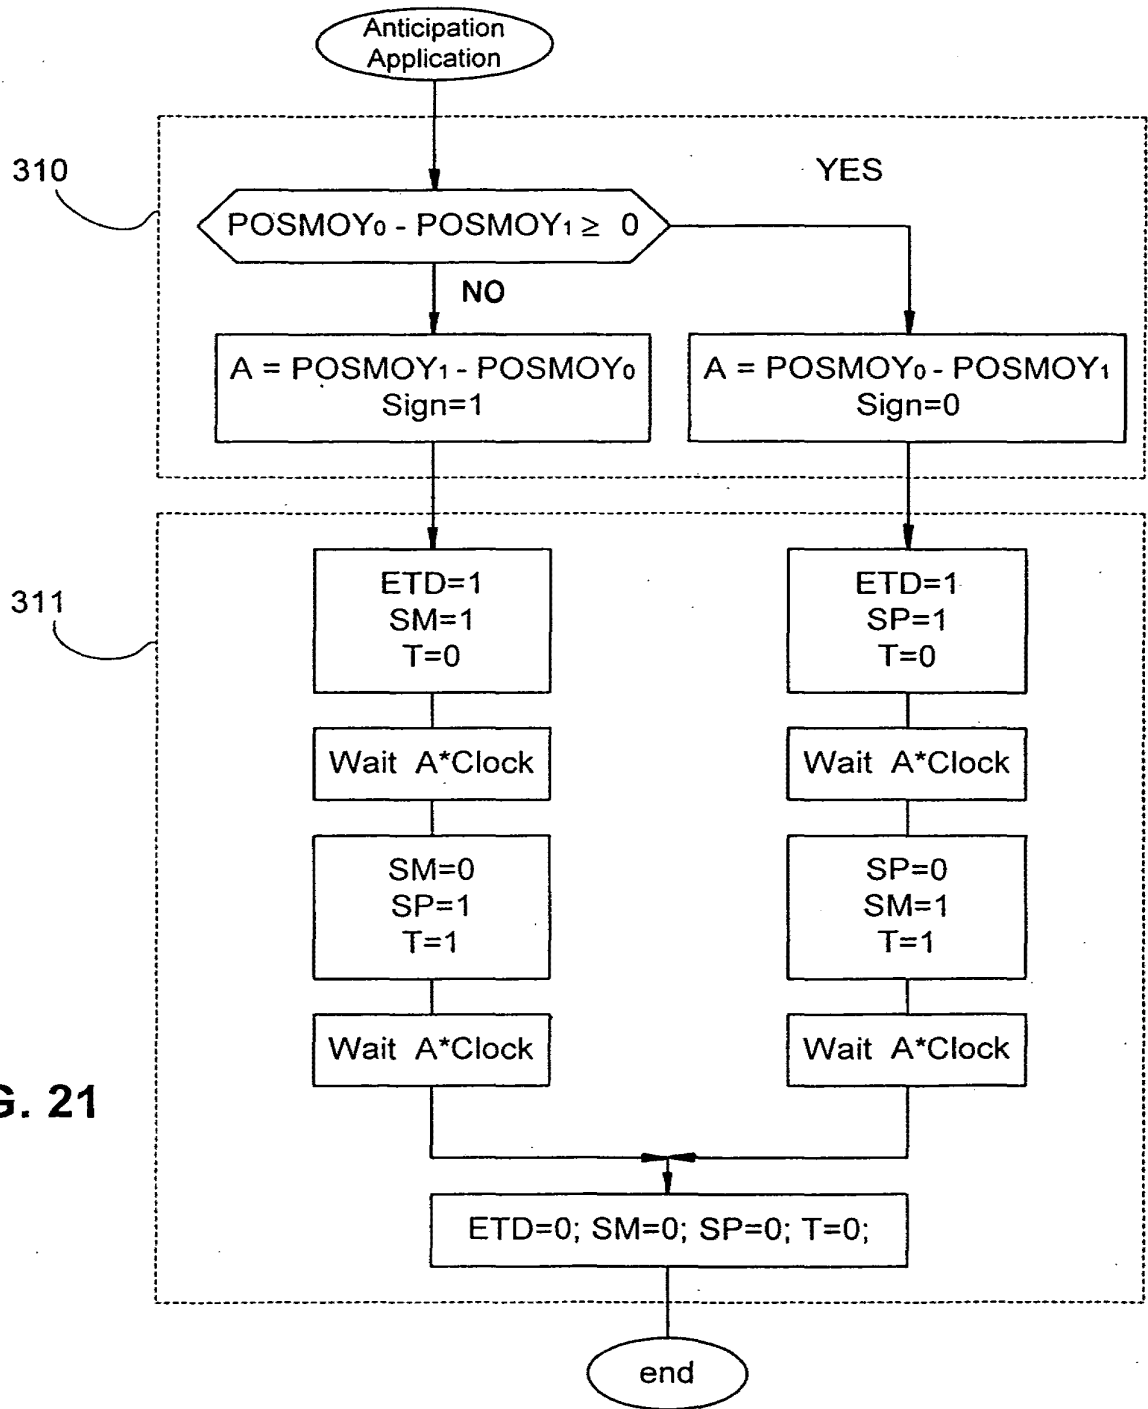 Anticipation
Application
310
YES
POSMOY₀ - POSMOY₁ ≥ 0
NO
A = POSMOY₁ - POSMOY₀
Sign=1
A = POSMOY₀ - POSMOY₁
Sign=0
311
ETD=1
SM=1
T=0
ETD=1
SP=1
T=0
Wait A*Clock
Wait A*Clock
SM=0
SP=1
T=1
SP=0
SM=1
T=1
Wait A*Clock
Wait A*Clock
G. 21
ETD=0; SM=0; SP=0; T=0;
end